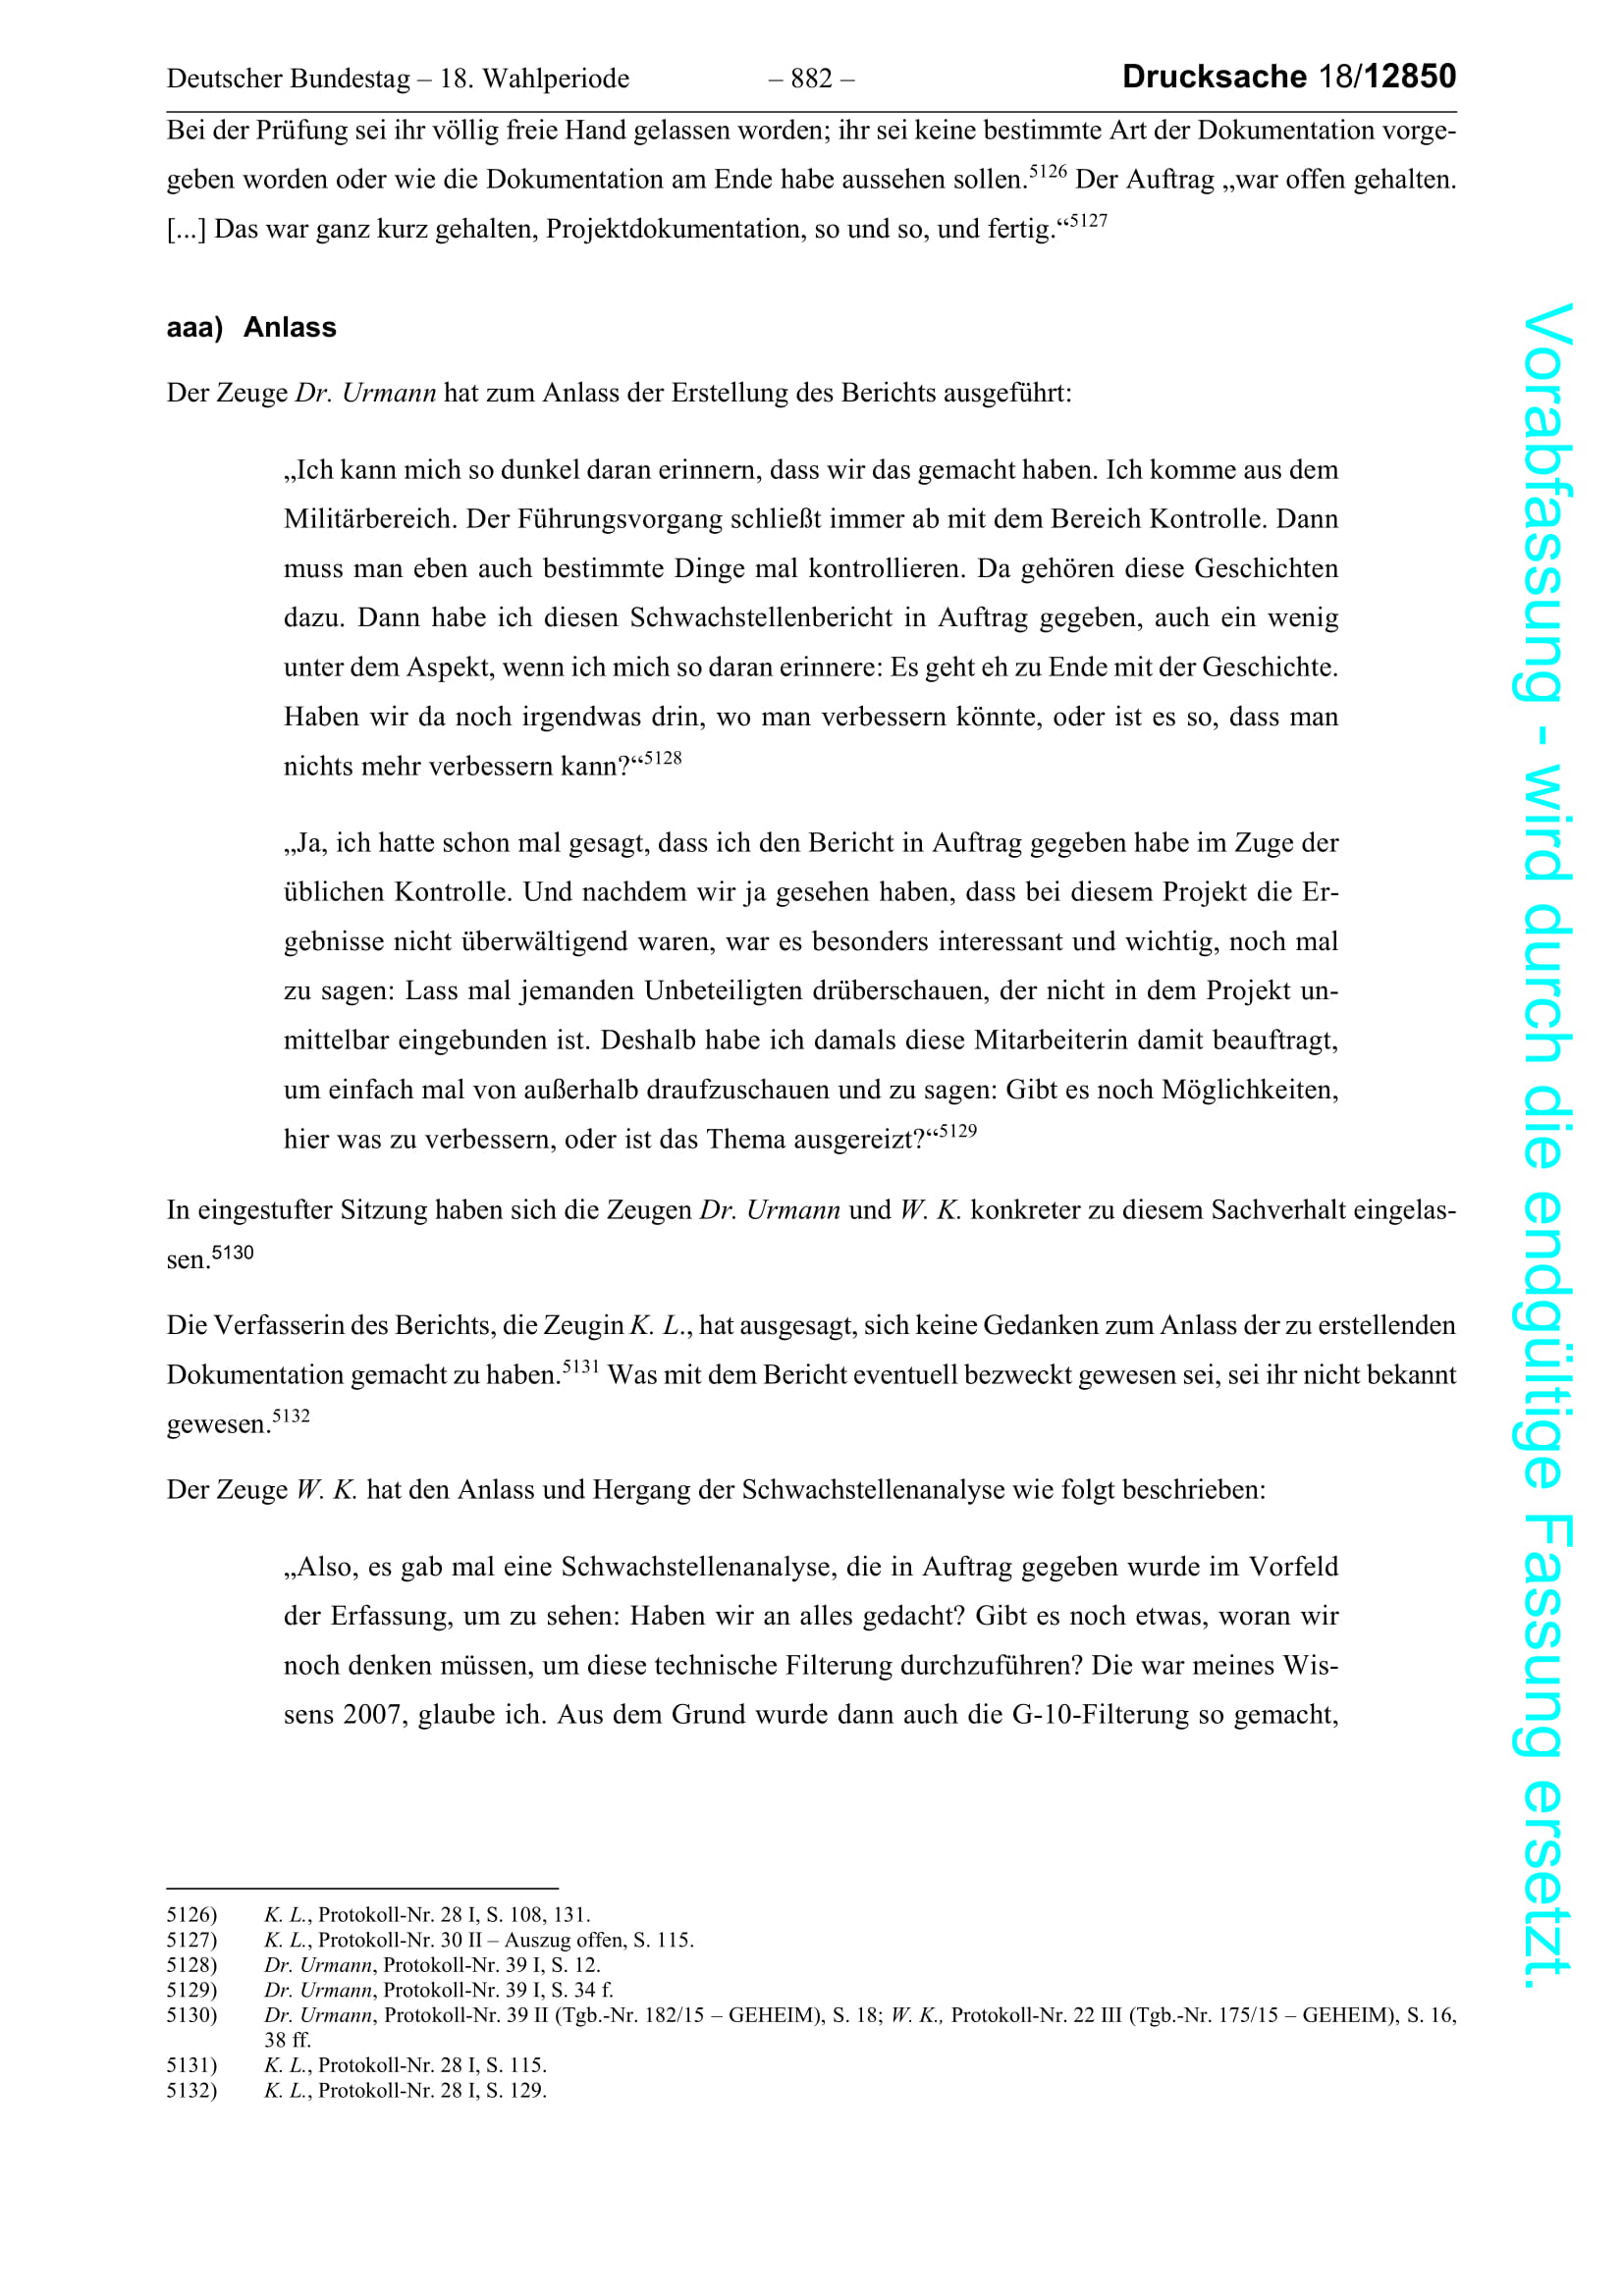 Deutscher Bundestag – 18. Wahlperiode – 882 – Drucksache 18/12850
Bei der Prüfung sei ihr völlig freie Hand gelassen worden; ihr sei keine bestimmte Art der Dokumentation vorge-
geben worden oder wie die Dokumentation am Ende habe aussehen sollen.5126 Der Auftrag „war offen gehalten.
[...] Das war ganz kurz gehalten, Projektdokumentation, so und so, und fertig.“5127
aaa) Anlass
Der Zeuge Dr. Urmann hat zum Anlass der Erstellung des Berichts ausgeführt:
„Ich kann mich so dunkel daran erinnern, dass wir das gemacht haben. Ich komme aus dem
Militärbereich. Der Führungsvorgang schließt immer ab mit dem Bereich Kontrolle. Dann
muss man eben auch bestimmte Dinge mal kontrollieren. Da gehören diese Geschichten
dazu. Dann habe ich diesen Schwachstellenbericht in Auftrag gegeben, auch ein wenig
unter dem Aspekt, wenn ich mich so daran erinnere: Es geht eh zu Ende mit der Geschichte.
Haben wir da noch irgendwas drin, wo man verbessern könnte, oder ist es so, dass man
nichts mehr verbessern kann?“5128
„Ja, ich hatte schon mal gesagt, dass ich den Bericht in Auftrag gegeben habe im Zuge der
üblichen Kontrolle. Und nachdem wir ja gesehen haben, dass bei diesem Projekt die Er-
gebnisse nicht überwältigend waren, war es besonders interessant und wichtig, noch mal
zu sagen: Lass mal jemanden Unbeteiligten drüberschauen, der nicht in dem Projekt un-
mittelbar eingebunden ist. Deshalb habe ich damals diese Mitarbeiterin damit beauftragt,
um einfach mal von außerhalb draufzuschauen und zu sagen: Gibt es noch Möglichkeiten,
hier was zu verbessern, oder ist das Thema ausgereizt?“5129
In eingestufter Sitzung haben sich die Zeugen Dr. Urmann und W. K. konkreter zu diesem Sachverhalt eingelas-
sen.5130
Die Verfasserin des Berichts, die Zeugin K. L., hat ausgesagt, sich keine Gedanken zum Anlass der zu erstellenden
Dokumentation gemacht zu haben.5131 Was mit dem Bericht eventuell bezweckt gewesen sei, sei ihr nicht bekannt
gewesen.5132
Der Zeuge W. K. hat den Anlass und Hergang der Schwachstellenanalyse wie folgt beschrieben:
„Also, es gab mal eine Schwachstellenanalyse, die in Auftrag gegeben wurde im Vorfeld
der Erfassung, um zu sehen: Haben wir an alles gedacht? Gibt es noch etwas, woran wir
noch denken müssen, um diese technische Filterung durchzuführen? Die war meines Wis-
sens 2007, glaube ich. Aus dem Grund wurde dann auch die G-10-Filterung so gemacht,
5126) K. L., Protokoll-Nr. 28 I, S. 108, 131.
5127) K. L., Protokoll-Nr. 30 II – Auszug offen, S. 115.
5128) Dr. Urmann, Protokoll-Nr. 39 I, S. 12.
5129) Dr. Urmann, Protokoll-Nr. 39 I, S. 34 f.
5130) Dr. Urmann, Protokoll-Nr. 39 II (Tgb.-Nr. 182/15 – GEHEIM), S. 18; W. K., Protokoll-Nr. 22 III (Tgb.-Nr. 175/15 – GEHEIM), S. 16,
38 ff.
5131) K. L., Protokoll-Nr. 28 I, S. 115.
5132) K. L., Protokoll-Nr. 28 I, S. 129.
Vorabfassung - wird durch die endgültige Fassung ersetzt.